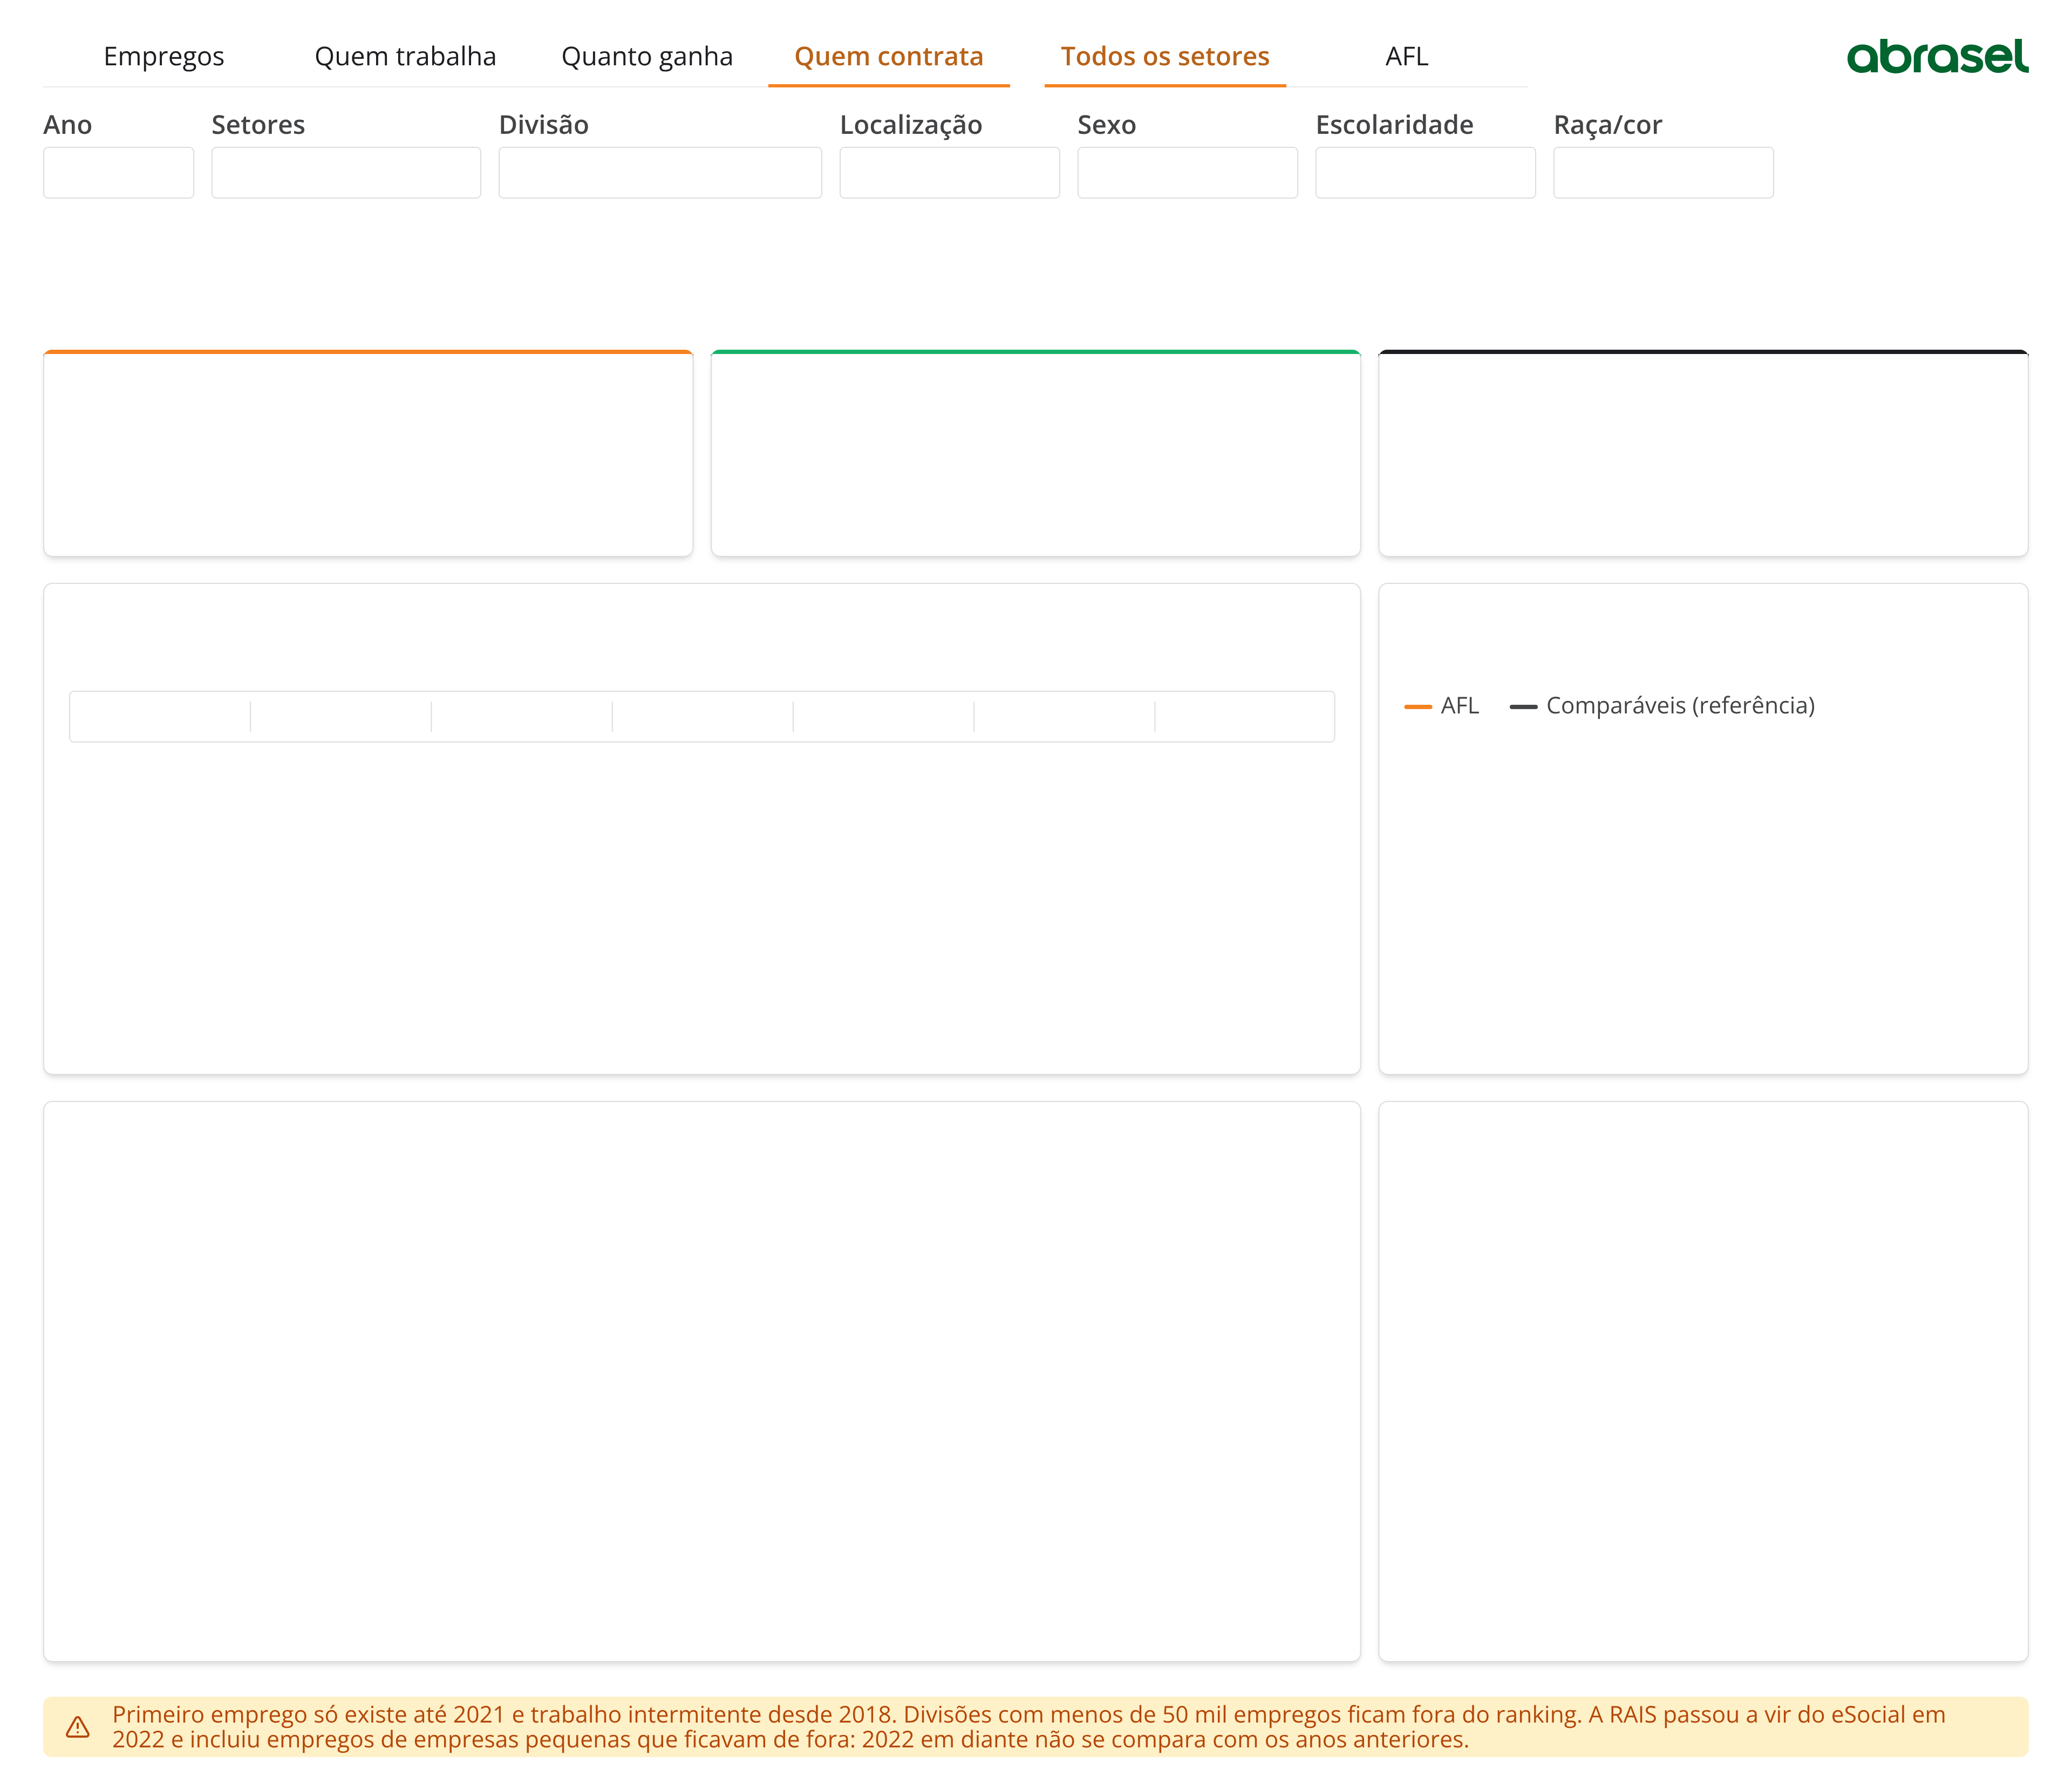 Empregos Quem trabalha Quanto ganha Quem contrata Todos os setores AFL abrasel
Ano Setores Divisão Localização Sexo Escolaridade Raça/cor
AFL Comparáveis (referência)
Primeiro emprego só existe até 2021 e trabalho intermitente desde 2018. Divisões com menos de 50 mil empregos ficam fora do ranking. A RAIS passou a vir do eSocial em
2022 e incluiu empregos de empresas pequenas que ficavam de fora: 2022 em diante não se compara com os anos anteriores.